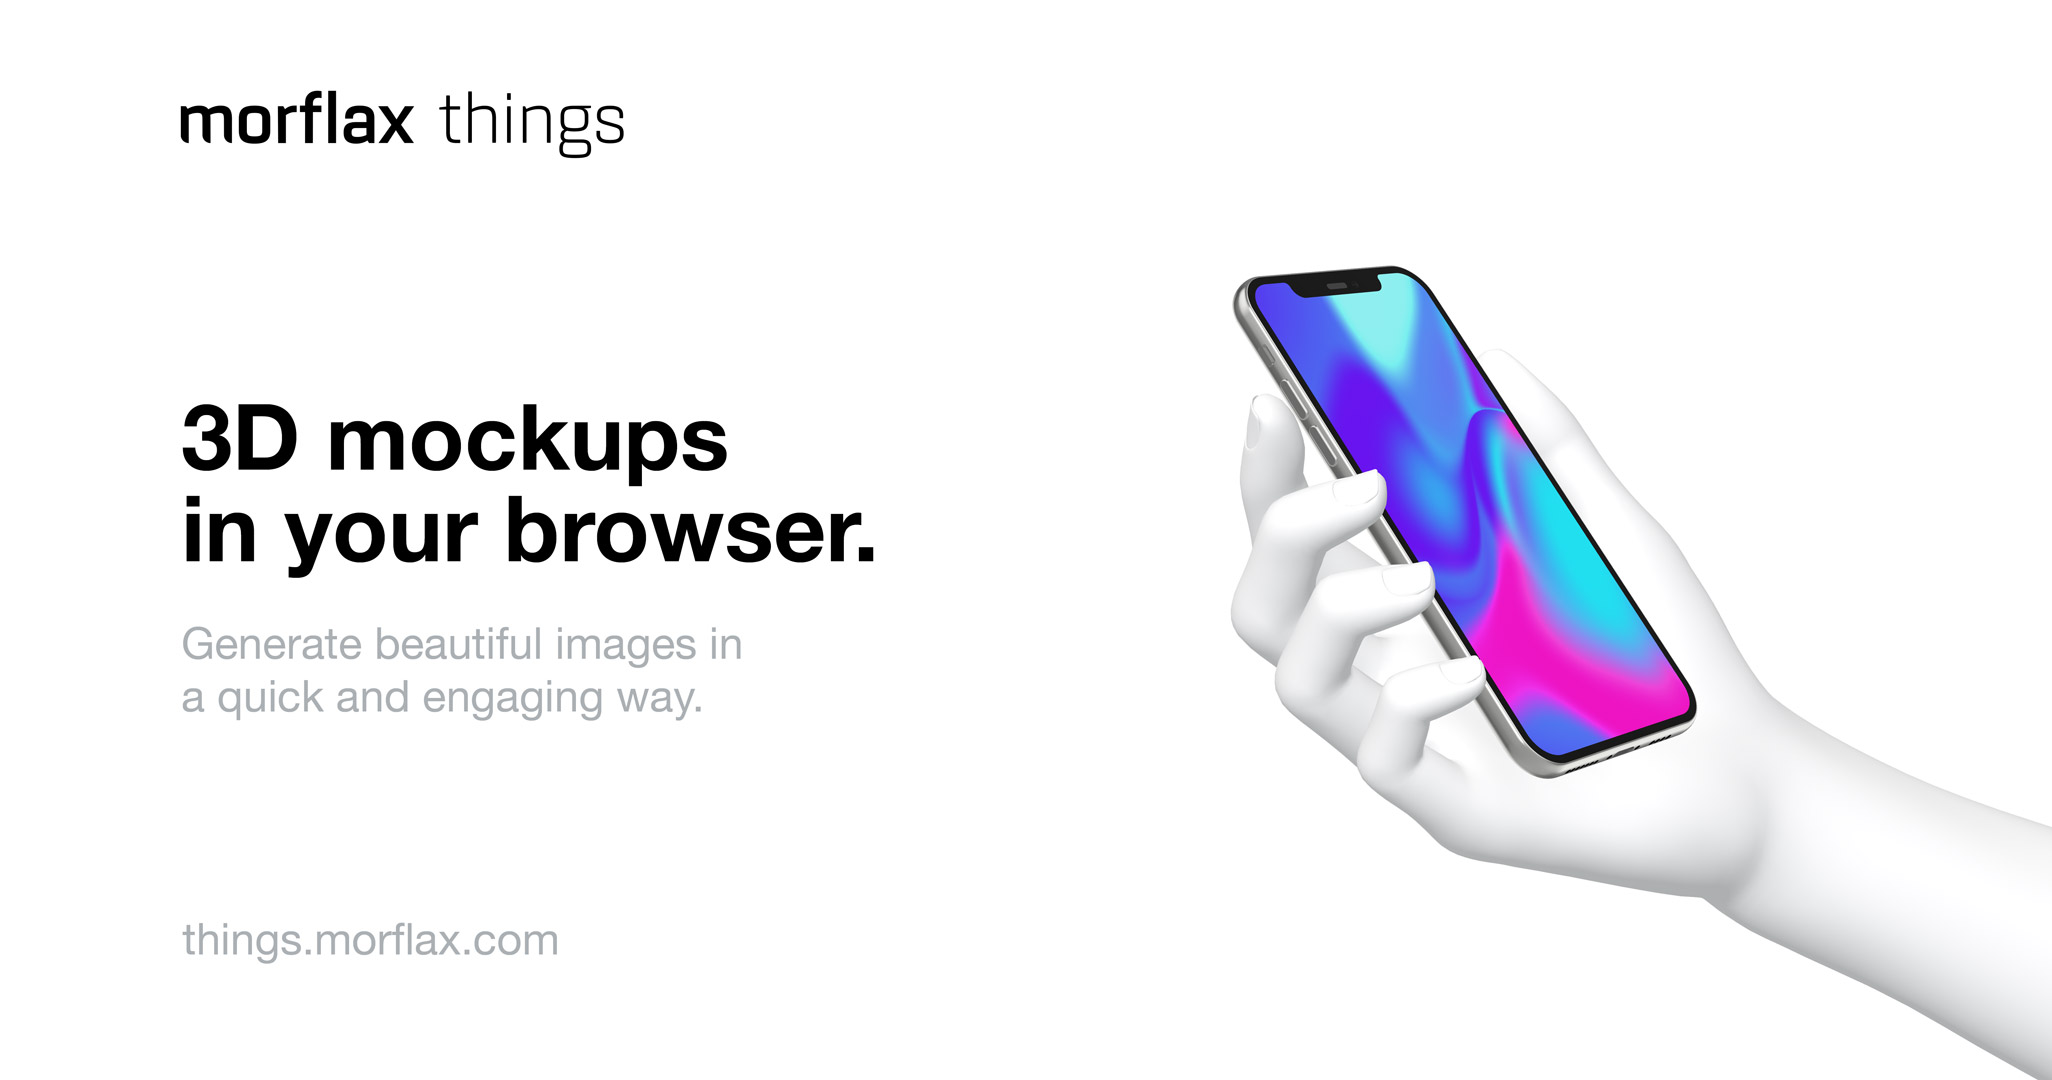 morflax things
3D mockups
in your browser.
Generate beautiful images in
a quick and engaging way.
things.morflax.com